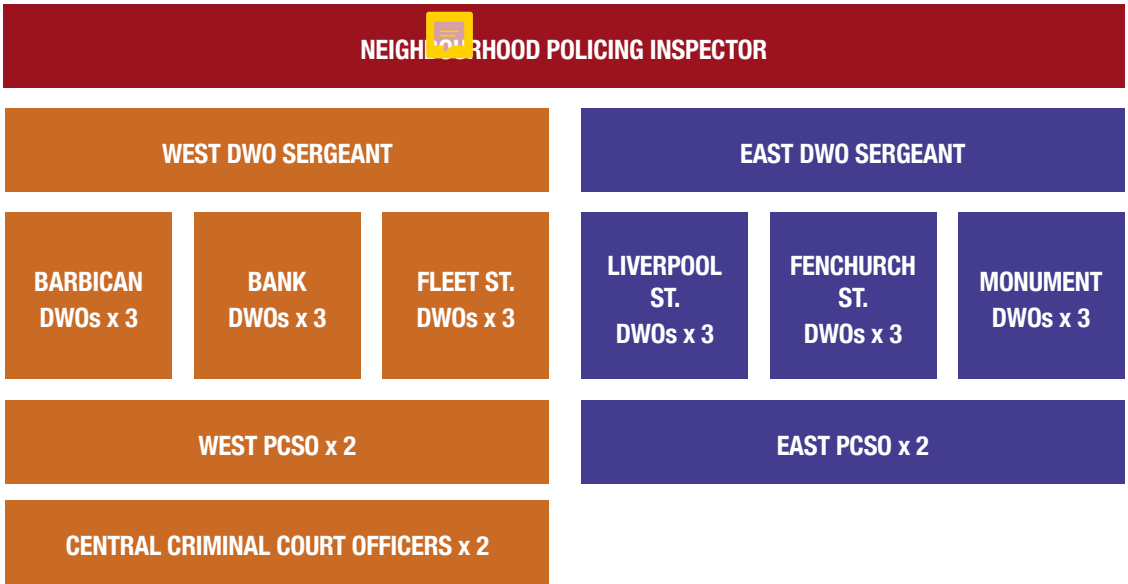 NEIGHBOURHOOD POLICING INSPECTOR
WEST DWO SERGEANT
EAST DWO SERGEANT
BARBICAN
DWOs x 3
BANK
DWOs x 3
FLEET ST.
DWOs x 3
LIVERPOOL
ST.
DWOs x 3
FENCHURCH
ST.
DWOs x 3
MONUMENT
DWOs x 3
WEST PCSO x 2
EAST PCSO x 2
CENTRAL CRIMINAL COURT OFFICERS x 2